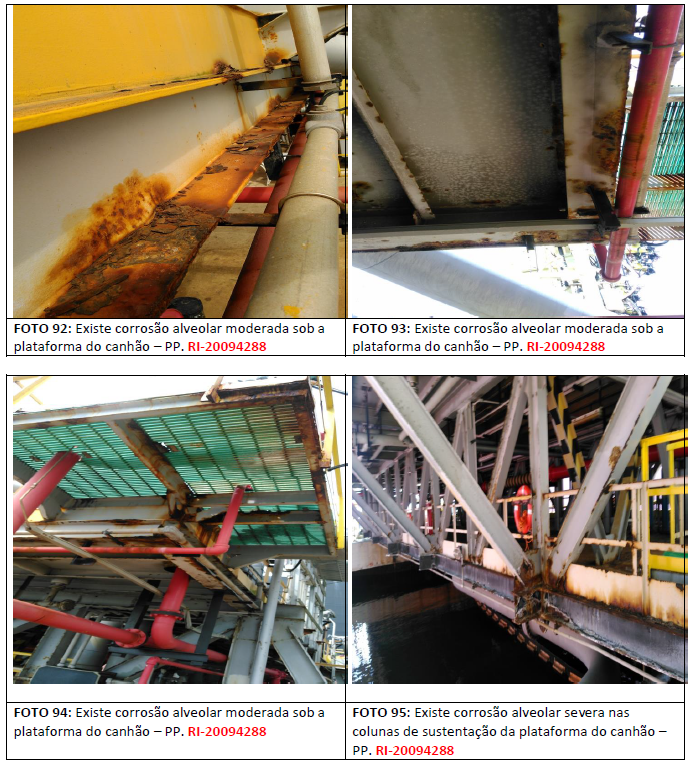 FOTO 92: Existe corrosão alveolar moderada sob a
plataforma do canhão – PP. RI-20094288
FOTO 93: Existe corrosão alveolar moderada sob a
plataforma do canhão – PP. RI-20094288
FOTO 94: Existe corrosão alveolar moderada sob a
plataforma do canhão – PP. RI-20094288
FOTO 95: Existe corrosão alveolar severa nas
colunas de sustentação da plataforma do canhão –
PP. RI-20094288